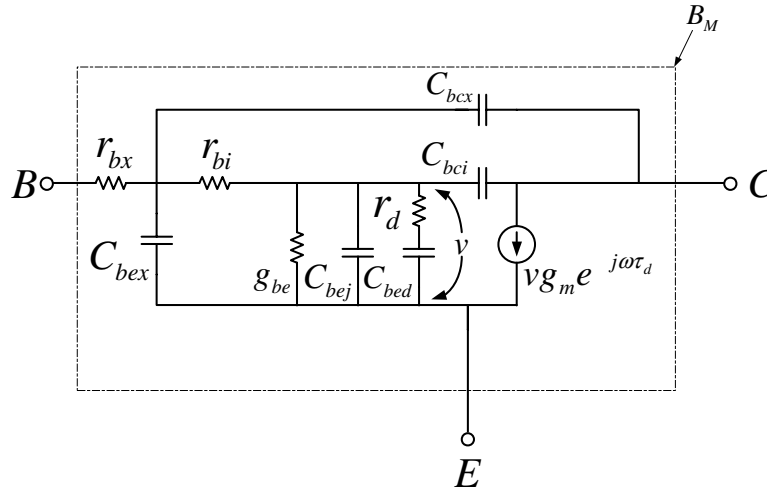 B_M
C_bcx
r_bx
r_bi
C_bci
B
C
r_d
v
C_bex
g_be
C_bej
C_bed
vg_m e^jωτ_d
E